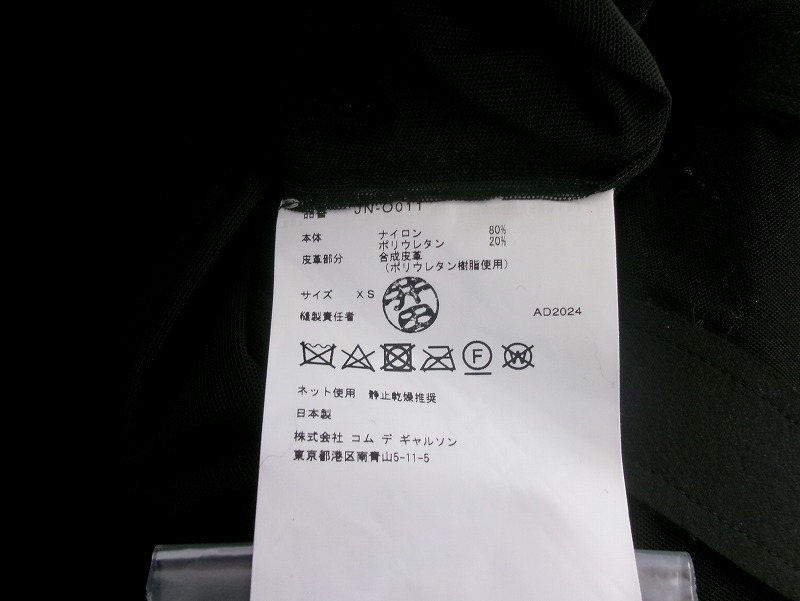 品番 JN-O011
本体 ナイロン 80%
ポリウレタン 20%
皮革部分 合成皮革
(ポリウレタン樹脂使用)
サイズ XS
縫製責任者 AD2024
F W
ネット使用 静止乾燥推奨
日本製
株式会社 コム デ ギャルソン
東京都港区南青山5-11-5